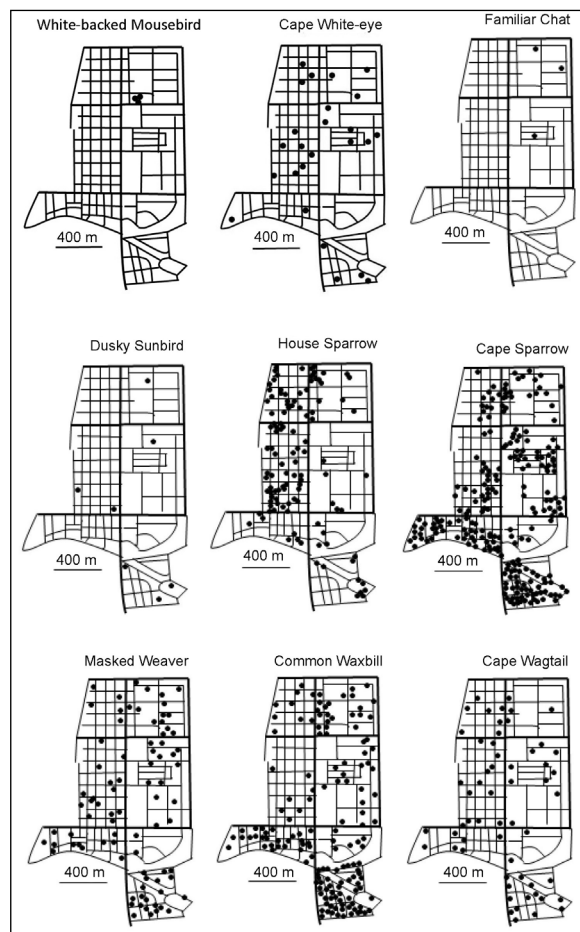 White-backed Mousebird
Cape White-eye
Familiar Chat
400 m
400 m
400 m
Dusky Sunbird
House Sparrow
Cape Sparrow
400 m
400 m
400 m
Masked Weaver
Common Waxbill
Cape Wagtail
400 m
400 m
400 m